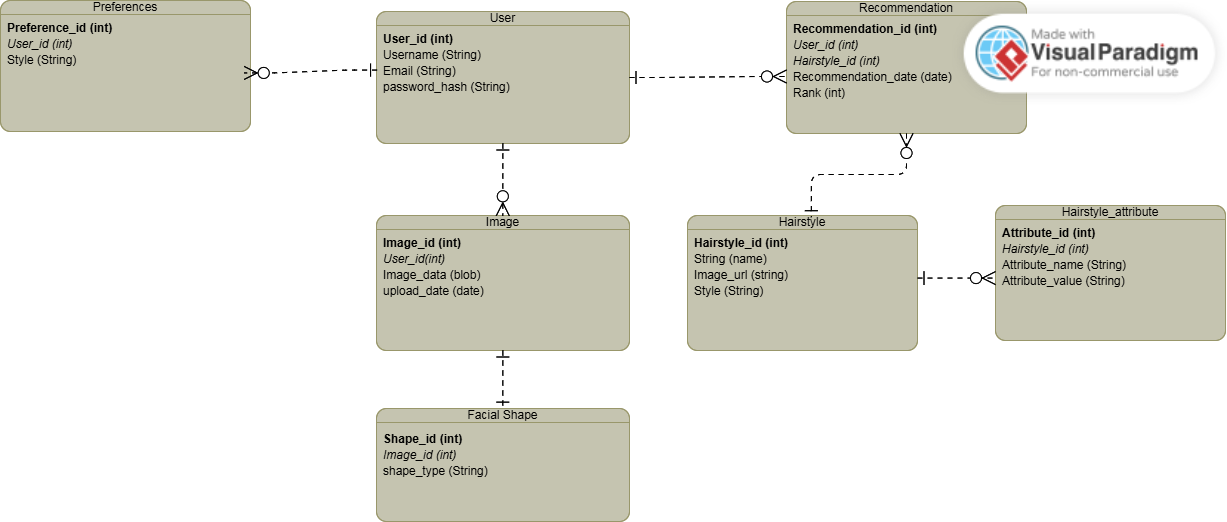 Preferences
Preference_id (int)
User_id (int)
Style (String)
User
User_id (int)
Username (String)
Email (String)
password_hash (String)
Recommendation
Recommendation_id (int)
User_id (int)
Hairstyle_id (int)
Recommendation_date (date)
Rank (int)
Made with
Visual Paradigm
For non-commercial use
Image
Image_id (int)
User_id(int)
Image_data (blob)
upload_date (date)
Hairstyle
Hairstyle_id (int)
String (name)
Image_url (string)
Style (String)
Hairstyle_attribute
Attribute_id (int)
Hairstyle_id (int)
Attribute_name (String)
Attribute_value (String)
Facial Shape
Shape_id (int)
Image_id (int)
shape_type (String)